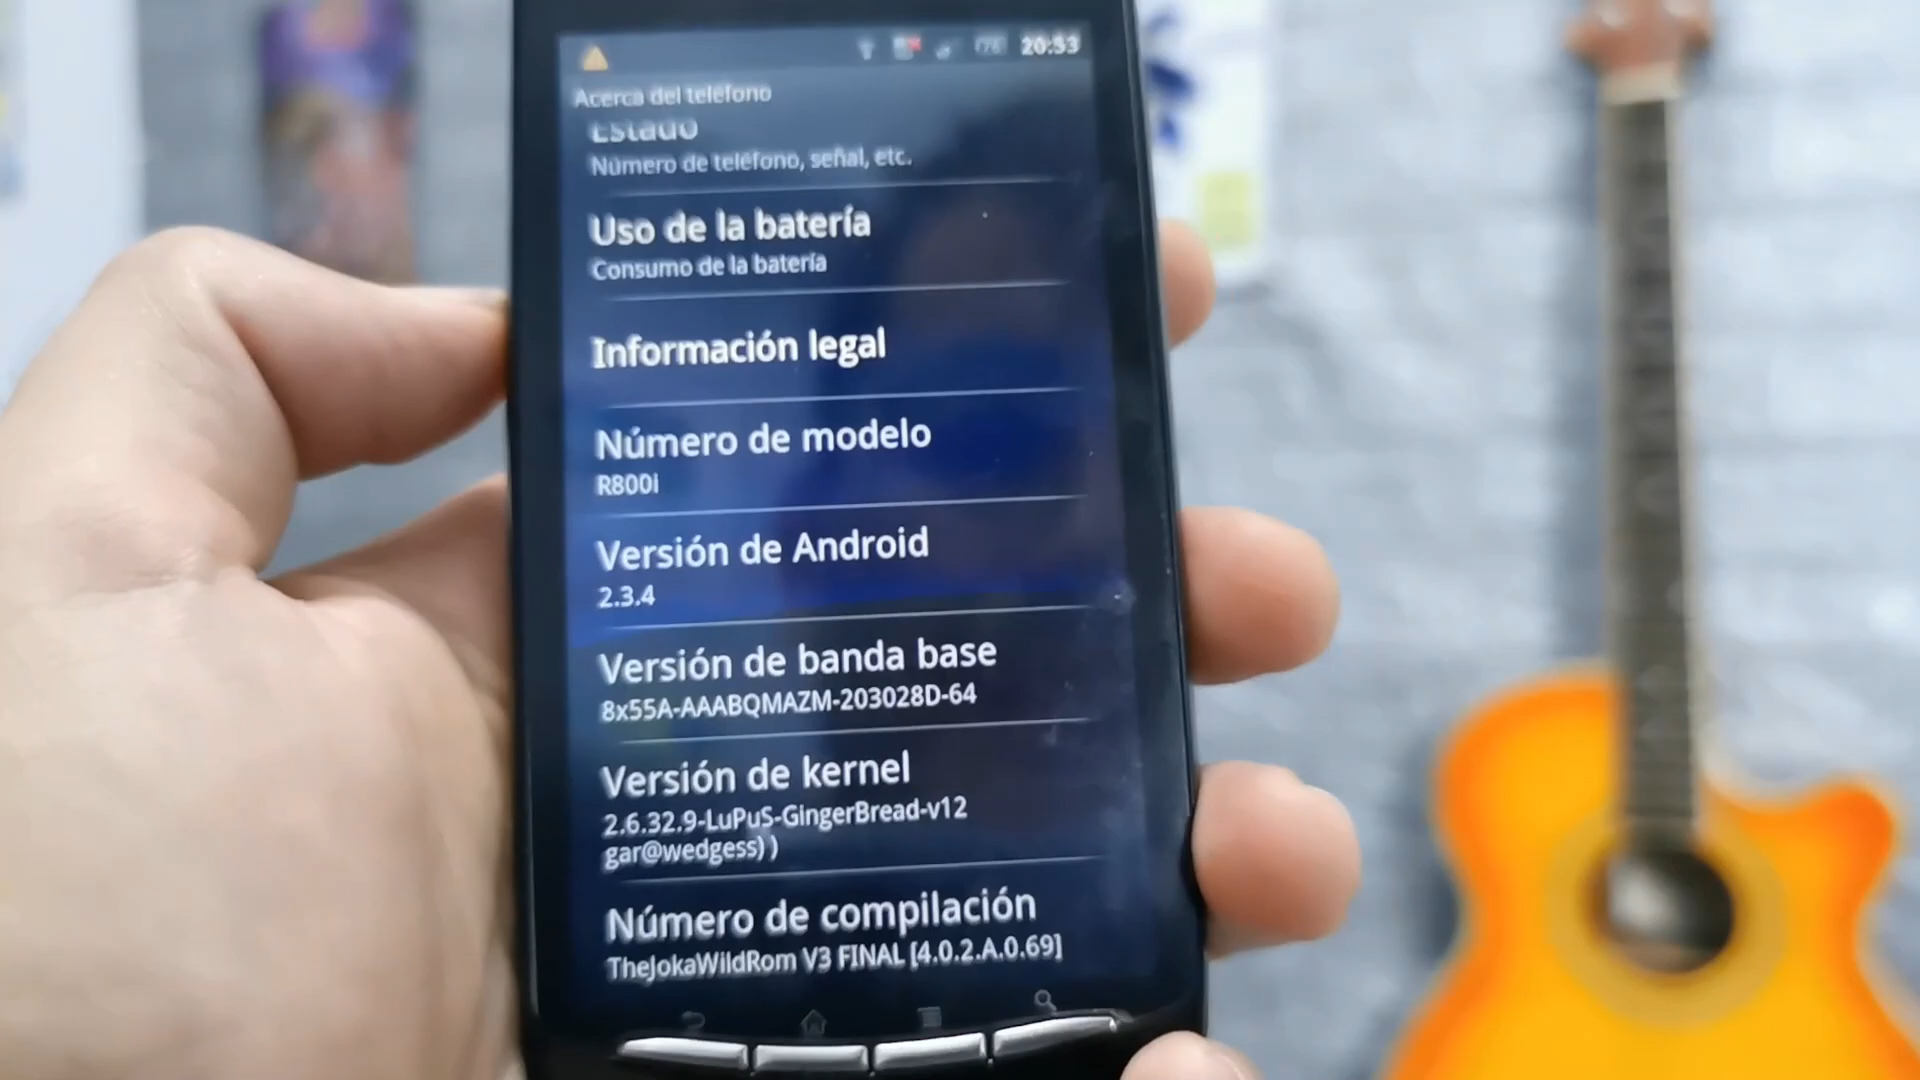 20:53
Acerca del teléfono
Estado
Número de teléfono, señal, etc.
Uso de la batería
Consumo de la batería
Información legal
Número de modelo
R800i
Versión de Android
2.3.4
Versión de banda base
8x55A-AAABQMAZM-203028D-64
Versión de kernel
2.6.32.9-LuPuS-GingerBread-v12
gar@wedgess) )
Número de compilación
TheJokaWildRom V3 FINAL [4.0.2.A.0.69]